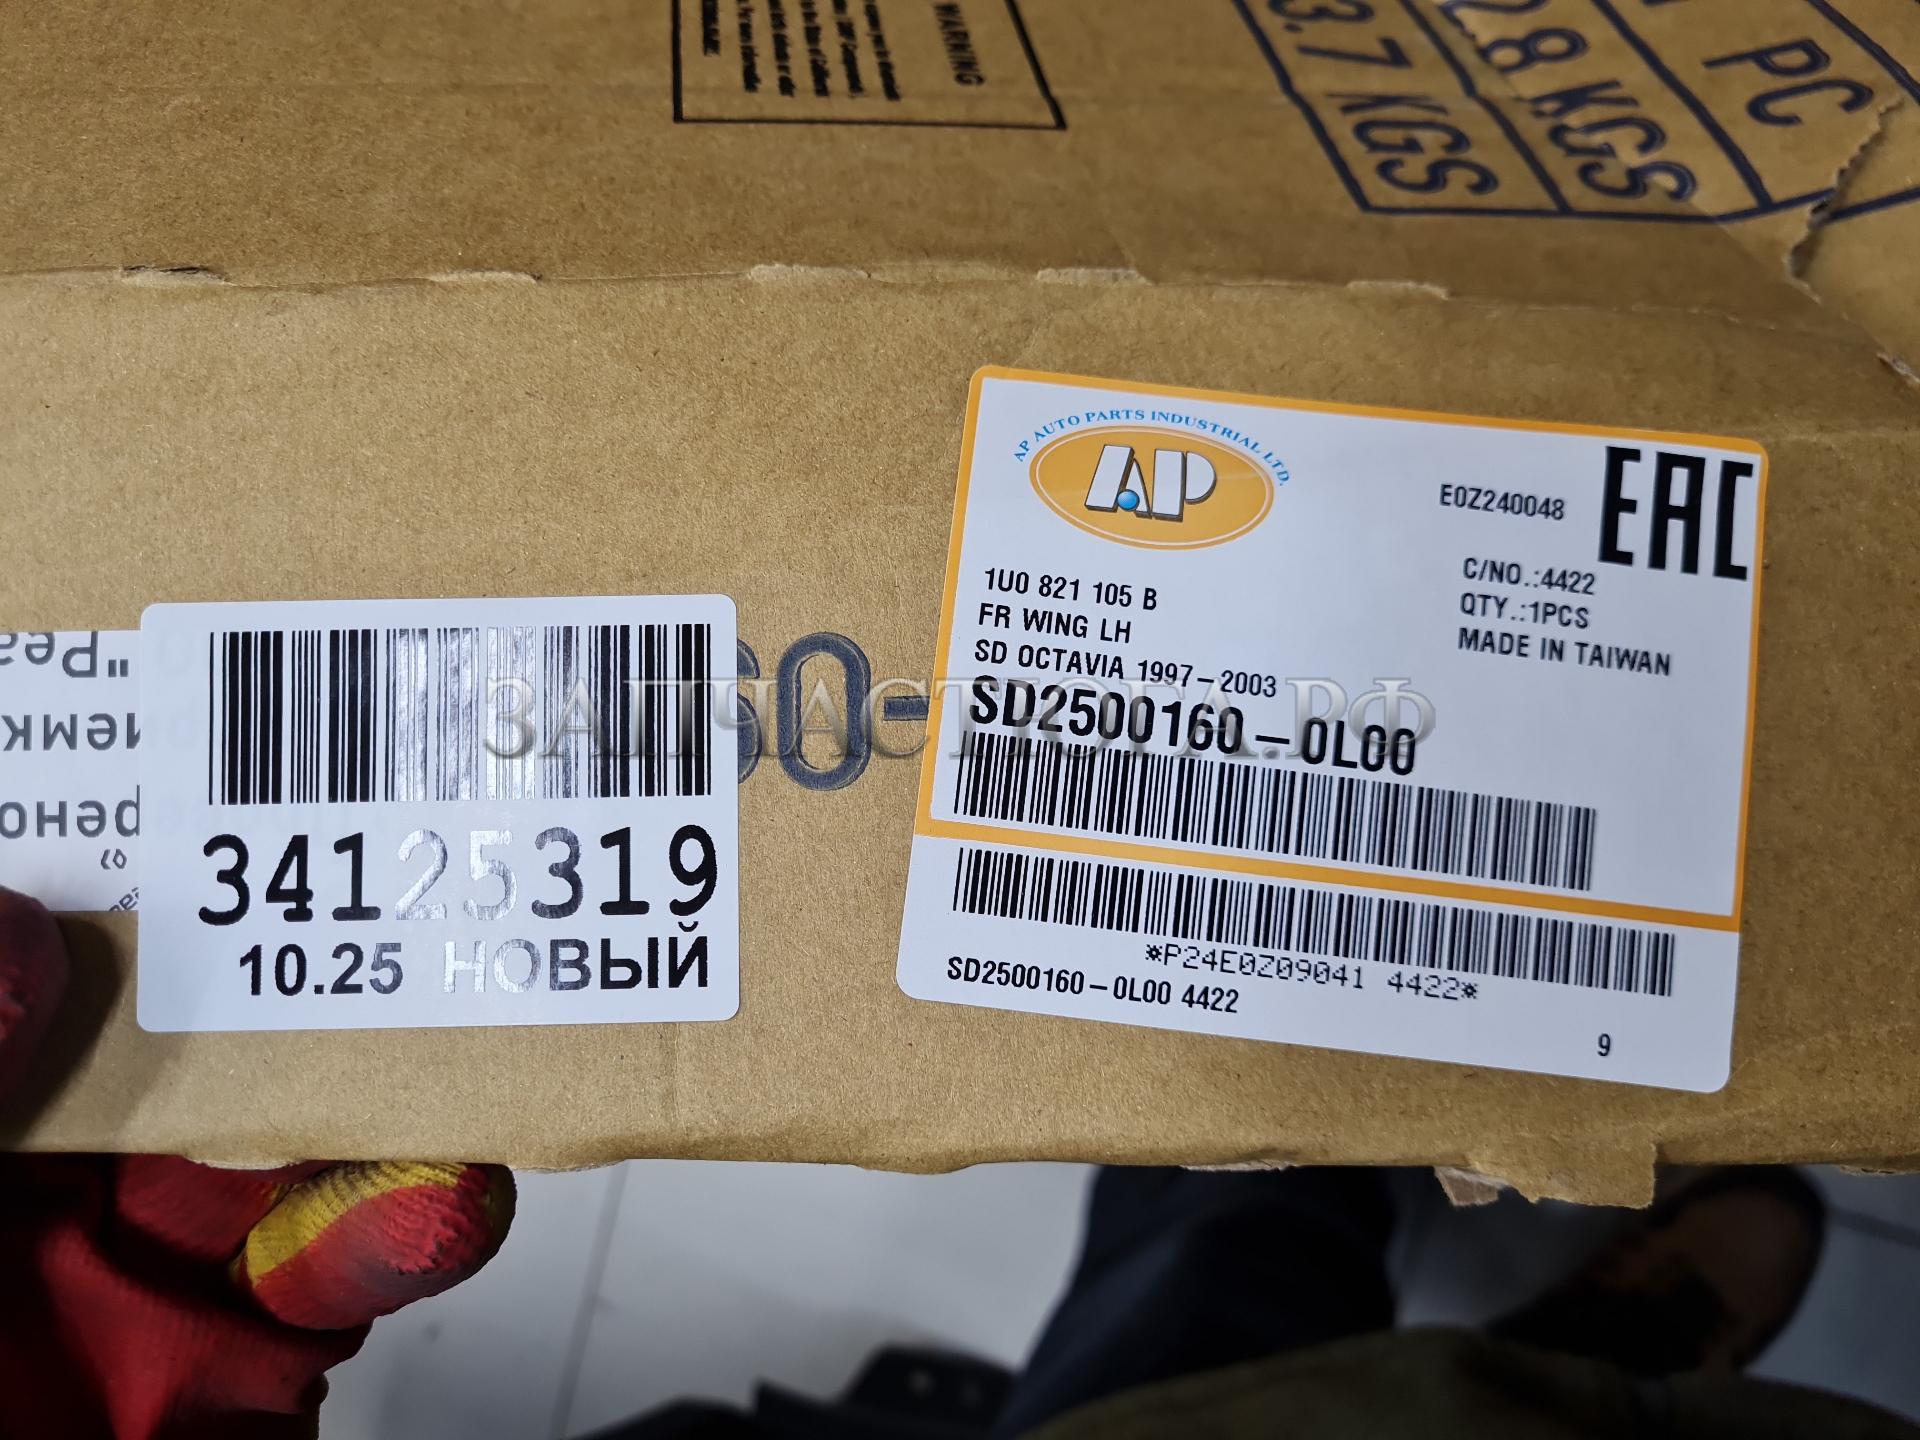 WARNING
3.7 KGS
2.8 KGS
PC
AP AUTO PARTS INDUSTRIAL LTD.
AP
E0Z240048
EAC
C/NO.:4422
QTY.:1PCS
MADE IN TAIWAN
1U0 821 105 B
FR WING LH
SD OCTAVIA 1997-2003
SD2500160-0L00
*P24E0Z09041 4422*
SD2500160-0L00 4422
9
60-
34125319
10.25 НОВЫЙ
ЗАПЧАСТЮГА.РФ